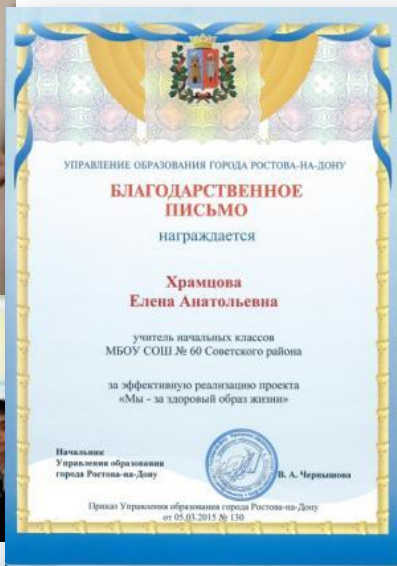 УПРАВЛЕНИЕ ОБРАЗОВАНИЯ ГОРОДА РОСТОВА-НА-ДОНУ
БЛАГОДАРСТВЕННОЕ
ПИСЬМО
награждается
Храмцова
Елена Анатольевна
учитель начальных классов
МБОУ СОШ № 60 Советского района
за эффективную реализацию проекта
«Мы - за здоровый образ жизни»
Начальник
Управления образования
города Ростова-на-Дону
В. А. Чернышова
Приказ Управления образования города Ростова-на-Дону
от 05.03.2015 № 130